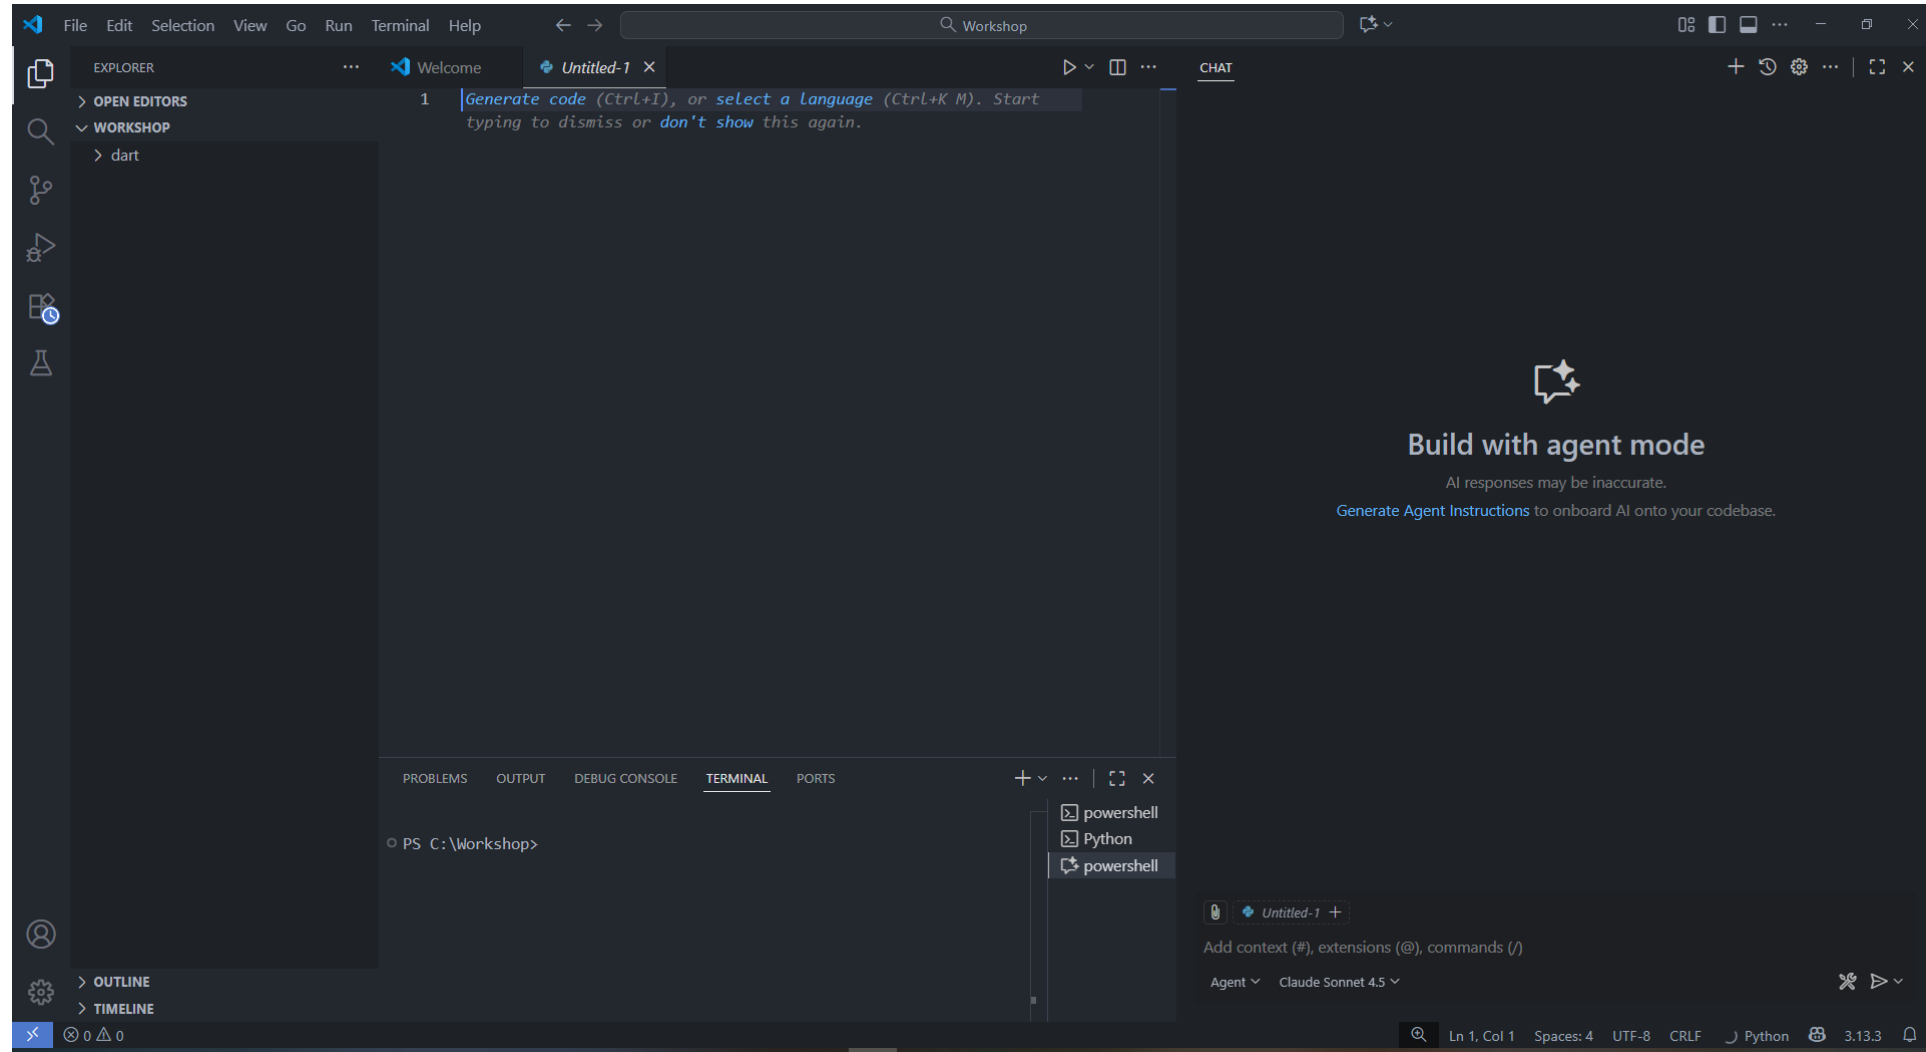 File Edit Selection View Go Run Terminal Help
Workshop
EXPLORER
OPEN EDITORS
WORKSHOP
dart
OUTLINE
TIMELINE
Welcome
Untitled-1
1
Generate code (Ctrl+I), or select a language (Ctrl+K M). Start
typing to dismiss or don't show this again.
PROBLEMS OUTPUT DEBUG CONSOLE TERMINAL PORTS
PS C:\Workshop>
powershell
Python
powershell
CHAT
Build with agent mode
AI responses may be inaccurate.
Generate Agent Instructions to onboard AI onto your codebase.
Untitled-1
Add context (#), extensions (@), commands (/)
Agent Claude Sonnet 4.5
0 0
Ln 1, Col 1 Spaces: 4 UTF-8 CRLF Python 3.13.3